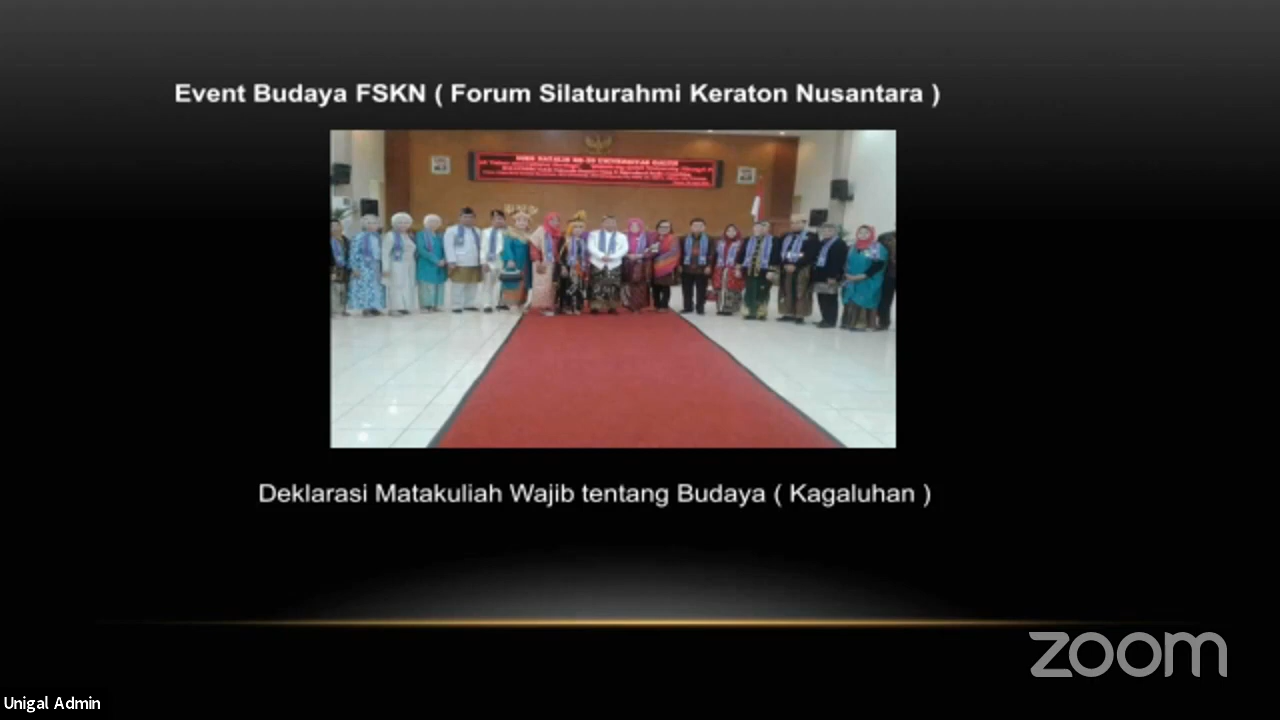 Event Budaya FSKN ( Forum Silaturahmi Keraton Nusantara )
Deklarasi Matakuliah Wajib tentang Budaya ( Kagaluhan )
zoom
Unigal Admin